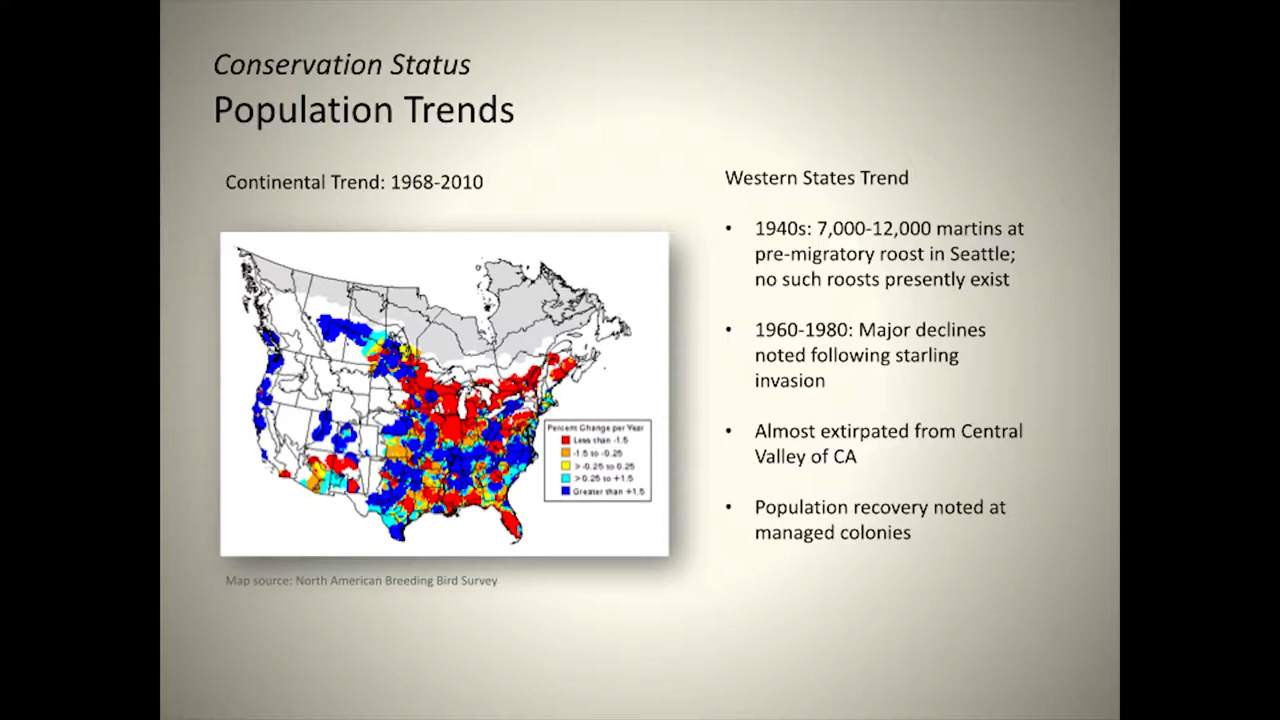 Conservation Status
Population Trends
Continental Trend: 1968-2010
Percent Change per Year
Less than -1.5
-1.5 to -0.25
> -0.25 to 0.25
> 0.25 to +1.5
Greater than +1.5
Map source: North American Breeding Bird Survey
Western States Trend
• 1940s: 7,000-12,000 martins at
pre-migratory roost in Seattle;
no such roosts presently exist
• 1960-1980: Major declines
noted following starling
invasion
• Almost extirpated from Central
Valley of CA
• Population recovery noted at
managed colonies